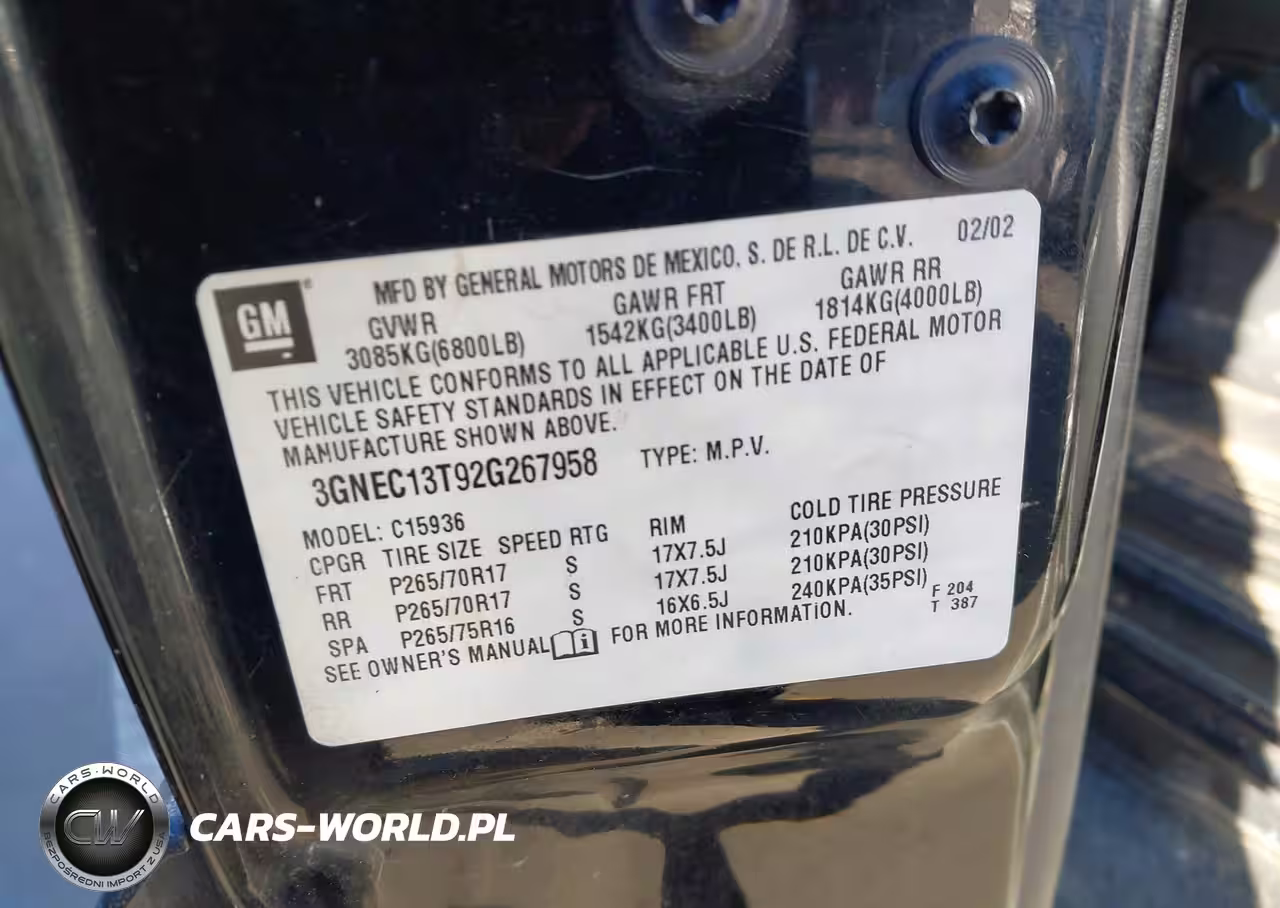 MFD BY GENERAL MOTORS DE MEXICO, S. DE R.L. DE C.V. 02/02
GM
GVWR GAWR FRT GAWR RR
3085KG(6800LB) 1542KG(3400LB) 1814KG(4000LB)
THIS VEHICLE CONFORMS TO ALL APPLICABLE U.S. FEDERAL MOTOR
VEHICLE SAFETY STANDARDS IN EFFECT ON THE DATE OF
MANUFACTURE SHOWN ABOVE.
3GNEC13T92G267958 TYPE: M.P.V.
MODEL: C15936
CPGR TIRE SIZE SPEED RTG RIM COLD TIRE PRESSURE
FRT P265/70R17 S 17X7.5J 210KPA(30PSI)
RR P265/70R17 S 17X7.5J 210KPA(30PSI)
SPA P265/75R16 S 16X6.5J 240KPA(35PSI)
SEE OWNER'S MANUAL FOR MORE INFORMATION.
F 204
T 387
CARS-WORLD
CW
BEZPOŚREDNI IMPORT Z USA
CARS-WORLD.PL